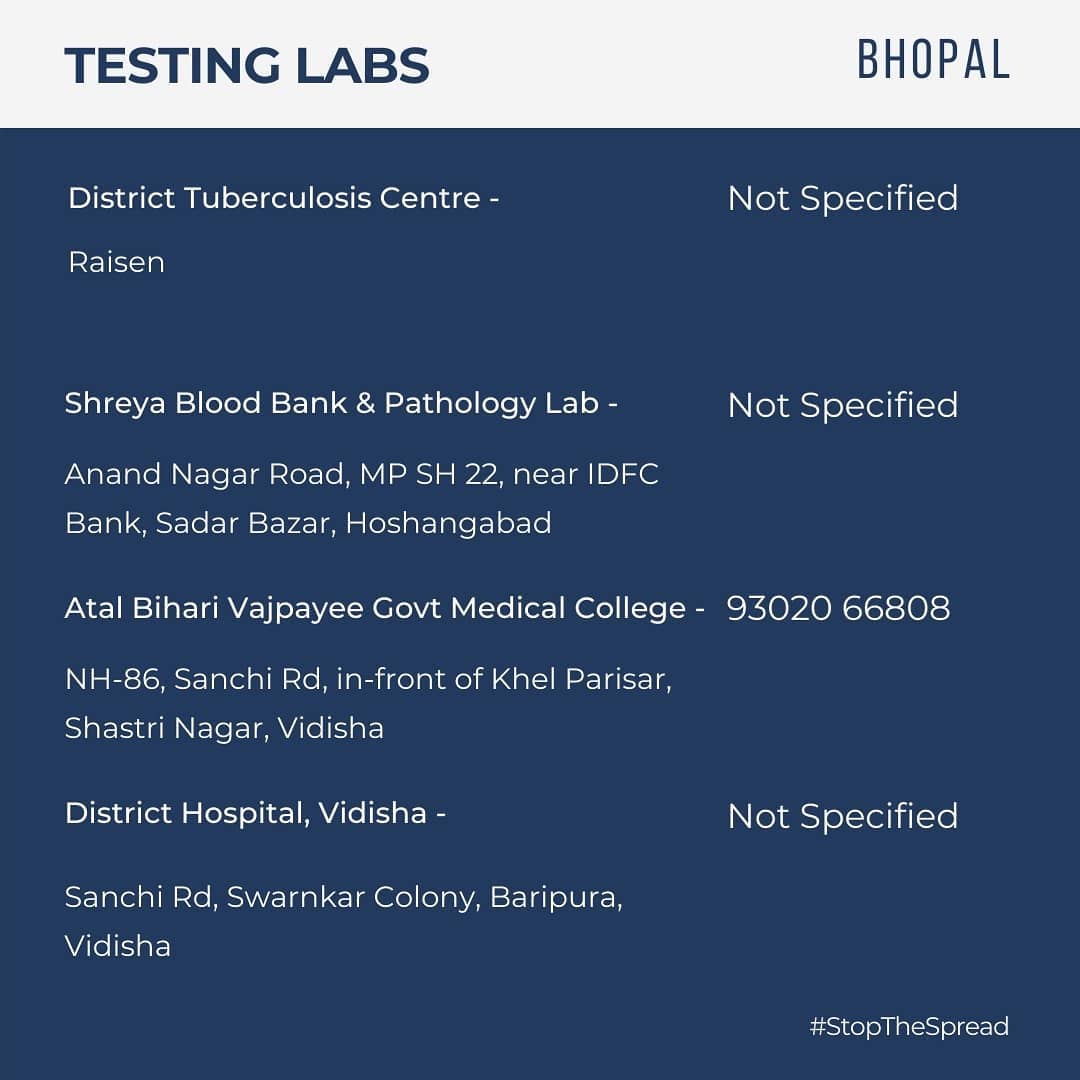 TESTING LABS
BHOPAL
District Tuberculosis Centre -
Not Specified
Raisen
Shreya Blood Bank & Pathology Lab -
Not Specified
Anand Nagar Road, MP SH 22, near IDFC
Bank, Sadar Bazar, Hoshangabad
Atal Bihari Vajpayee Govt Medical College -
93020 66808
NH-86, Sanchi Rd, in-front of Khel Parisar,
Shastri Nagar, Vidisha
District Hospital, Vidisha -
Not Specified
Sanchi Rd, Swarnkar Colony, Baripura,
Vidisha
#StopTheSpread